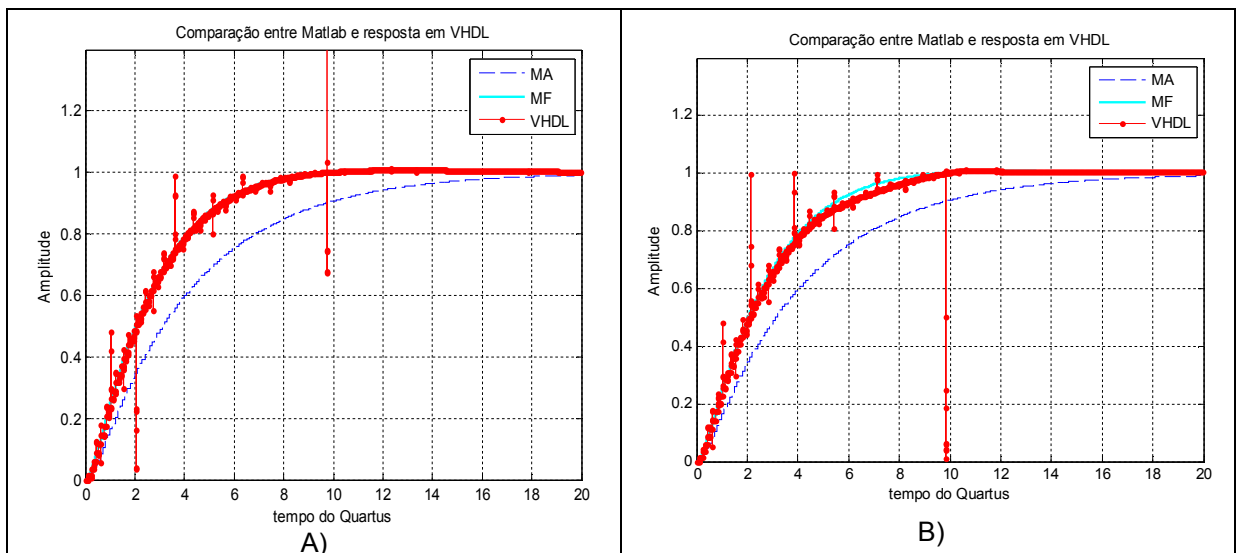 Comparação entre Matlab e resposta em VHDL
MA
MF
VHDL
1.2
1
0.8
0.6
0.4
0.2
0
Amplitude
0 2 4 6 8 10 12 14 16 18 20
tempo do Quartus
A)
Comparação entre Matlab e resposta em VHDL
MA
MF
VHDL
1.2
1
0.8
0.6
0.4
0.2
0
Amplitude
0 2 4 6 8 10 12 14 16 18 20
tempo do Quartus
B)